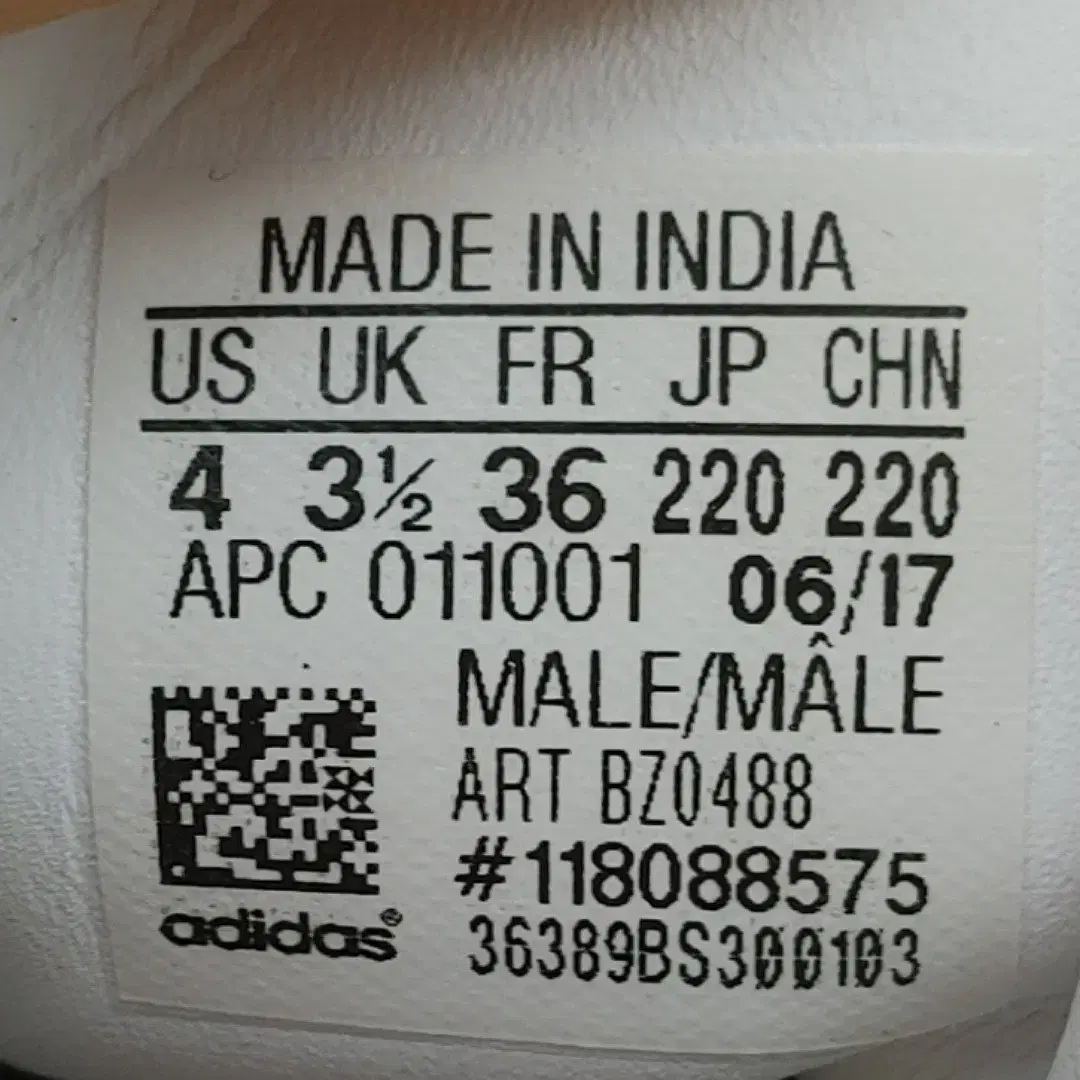 MADE IN INDIA
US UK FR JP CHN
4 3½ 36 220 220
APC 011001 06/17
MALE/MÂLE
ART BZ0488
#118088575
adidas® 36389BS300103